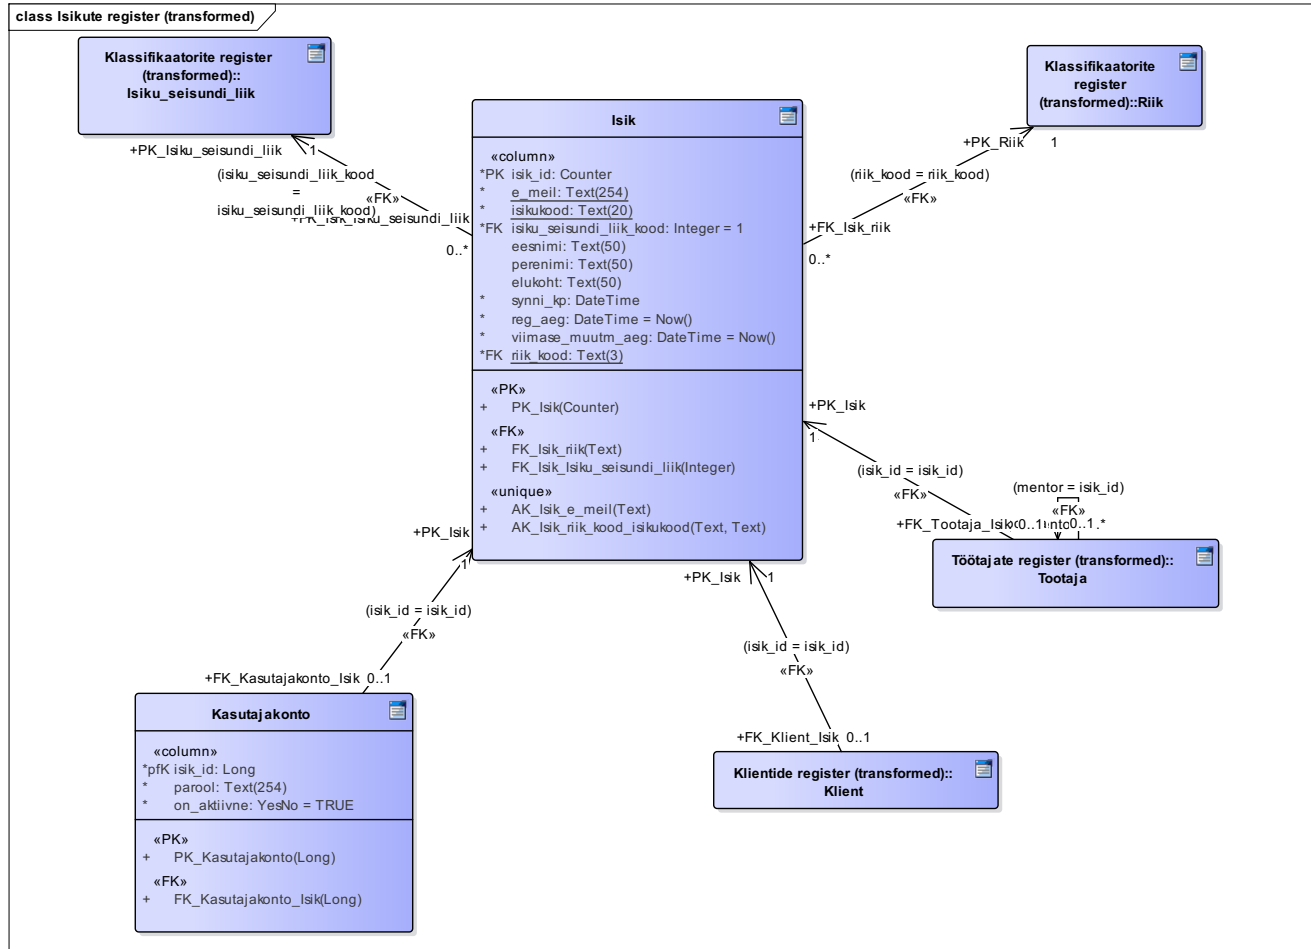 class Isikute register (transformed)
Klassifikaatorite register
(transformed)::
Isiku_seisundi_liik
+PK_Isiku_seisundi_liik
1
(isiku_seisundi_liik_kood
=
isiku_seisundi_liik_kood)
«FK»
+FK_Isik_Isiku_seisundi_liik
0..*
Klassifikaatorite
register
(transformed)::Riik
+PK_Riik
1
(riik_kood = riik_kood)
«FK»
+FK_Isik_riik
0..*
Isik
«column»
*PK isik_id: Counter
* e_meil: Text(254)
* isikukood: Text(20)
*FK isiku_seisundi_liik_kood: Integer = 1
eesnimi: Text(50)
perenimi: Text(50)
elukoht: Text(50)
* synni_kp: DateTime
* reg_aeg: DateTime = Now()
* viimase_muutm_aeg: DateTime = Now()
*FK riik_kood: Text(3)
«PK»
+ PK_Isik(Counter)
«FK»
+ FK_Isik_riik(Text)
+ FK_Isik_Isiku_seisundi_liik(Integer)
«unique»
+ AK_Isik_e_meil(Text)
+ AK_Isik_riik_kood_isikukood(Text, Text)
+PK_Isik
1
(isik_id = isik_id)
«FK»
(mentor = isik_id)
«FK»
+FK_Tootaja_Isik
0..1
0..1
..*
Töötajate register (transformed)::
Tootaja
+PK_Isik
1
(isik_id = isik_id)
«FK»
+FK_Kasutajakonto_Isik 0..1
+PK_Isik
1
(isik_id = isik_id)
«FK»
+FK_Klient_Isik 0..1
Klientide register (transformed)::
Klient
Kasutajakonto
«column»
*pfK isik_id: Long
* parool: Text(254)
* on_aktiivne: YesNo = TRUE
«PK»
+ PK_Kasutajakonto(Long)
«FK»
+ FK_Kasutajakonto_Isik(Long)